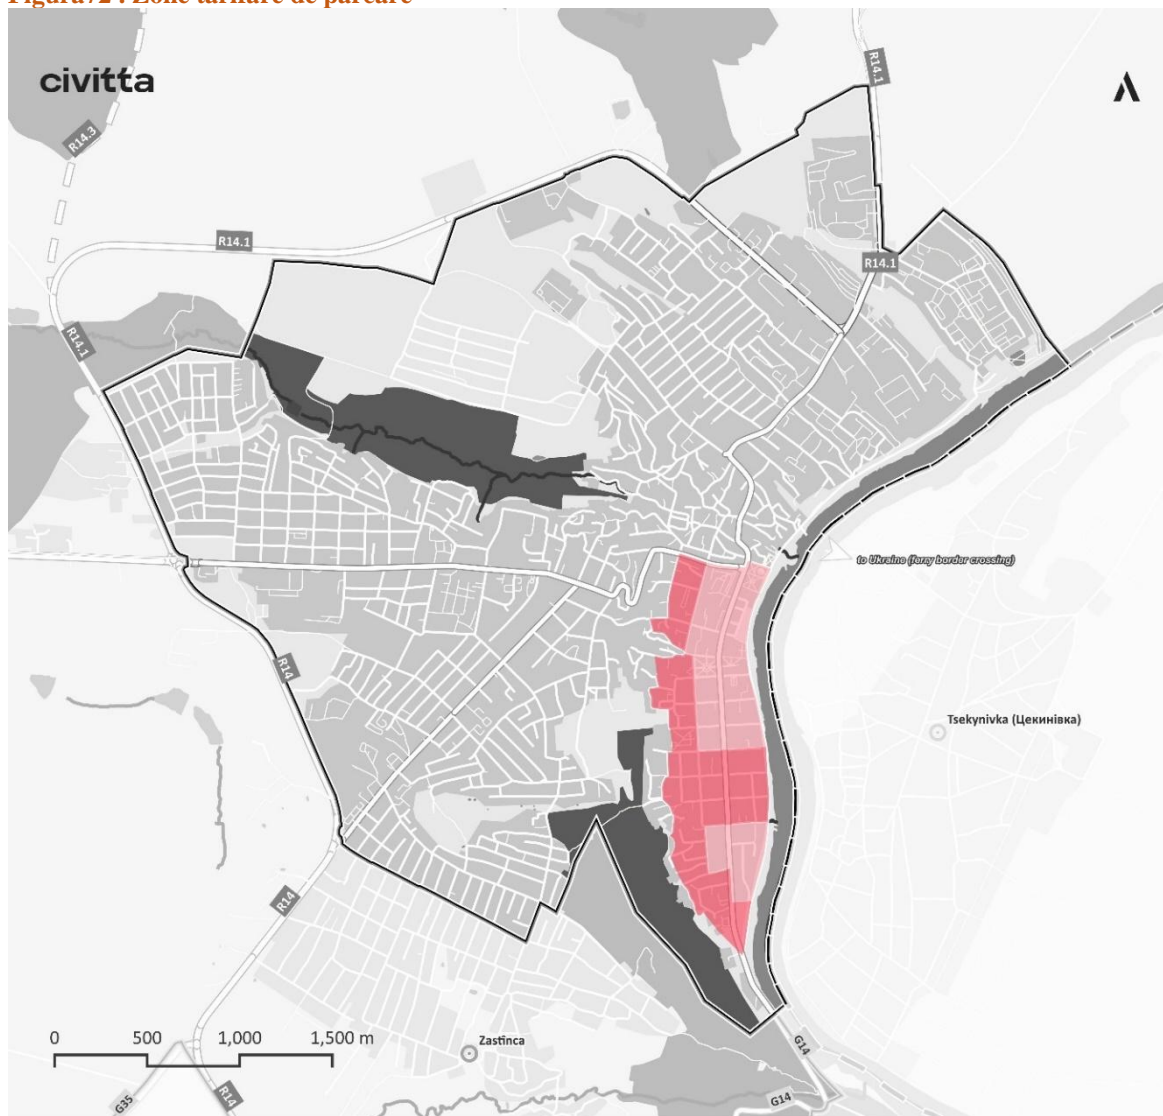 Figura72 . Zone tarifare de parcare
civitta
R14.1
R14.3
R14.1
R14.1
R14.1
to Ukraine (ferry border crossing)
R14
Tsekynivka (Цекинівка)
R14
0 500 1,000 1,500 m
Zastînca
G14
R14
G35
G14